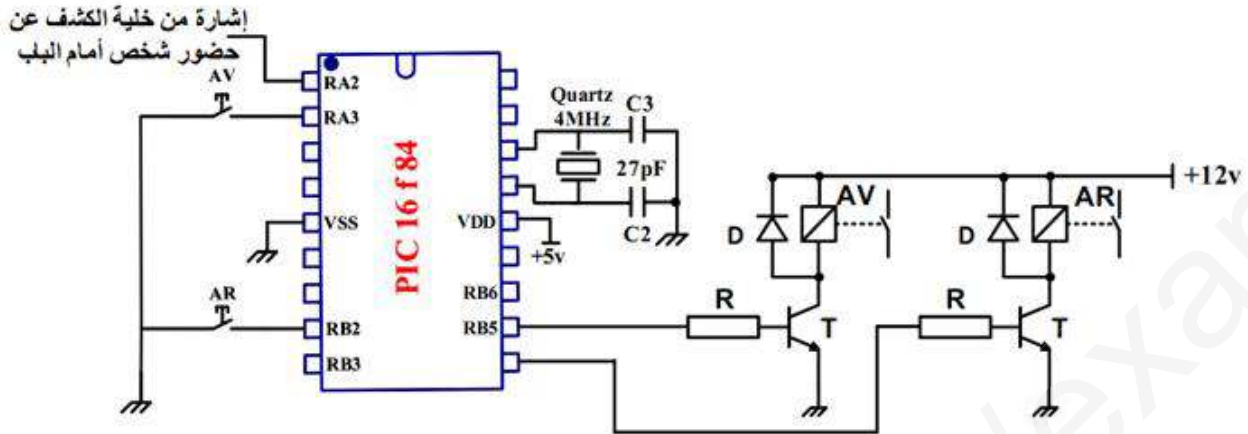 إشارة من خلية الكشف عن
حضور شخص أمام الباب
AV
RA2
RA3
Quartz
4MHz
C3
27pF
C2
PIC 16 f 84
VSS
VDD
+5v
AR
RB2
RB3
RB6
RB5
+12v
D
AV
D
AR
R
T
R
T